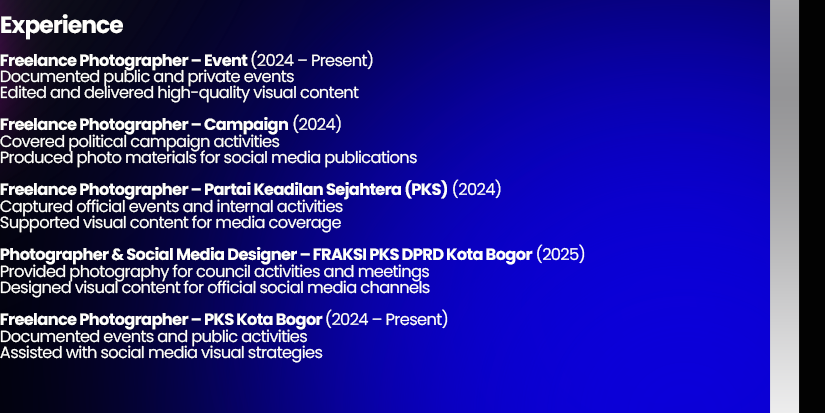 Experience
Freelance Photographer – Event (2024 – Present)
Documented public and private events
Edited and delivered high-quality visual content
Freelance Photographer – Campaign (2024)
Covered political campaign activities
Produced photo materials for social media publications
Freelance Photographer – Partai Keadilan Sejahtera (PKS) (2024)
Captured official events and internal activities
Supported visual content for media coverage
Photographer & Social Media Designer – FRAKSI PKS DPRD Kota Bogor (2025)
Provided photography for council activities and meetings
Designed visual content for official social media channels
Freelance Photographer – PKS Kota Bogor (2024 – Present)
Documented events and public activities
Assisted with social media visual strategies